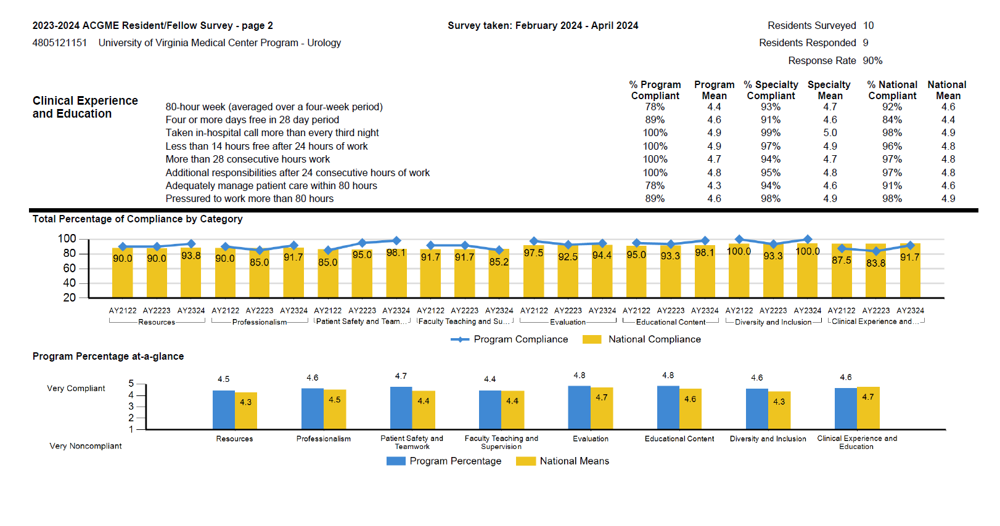 2023-2024 ACGME Resident/Fellow Survey - page 2 Survey taken: February 2024 - April 2024 Residents Surveyed 10
4805121151 University of Virginia Medical Center Program - Urology Residents Responded 9
Response Rate 90%
% Program Program % Specialty Specialty % National National
Compliant Mean Compliant Mean Compliant Mean
Clinical Experience
and Education
80-hour week (averaged over a four-week period) 78% 4.4 93% 4.7 92% 4.6
Four or more days free in 28 day period 89% 4.6 91% 4.6 84% 4.4
Taken in-hospital call more than every third night 100% 4.9 99% 5.0 98% 4.9
Less than 14 hours free after 24 hours of work 100% 4.9 97% 4.9 96% 4.8
More than 28 consecutive hours work 100% 4.7 94% 4.7 97% 4.8
Additional responsibilities after 24 consecutive hours of work 100% 4.8 95% 4.8 97% 4.8
Adequately manage patient care within 80 hours 78% 4.3 94% 4.6 91% 4.6
Pressured to work more than 80 hours 89% 4.6 98% 4.9 98% 4.9
Total Percentage of Compliance by Category
100
80
60
40
20
90.0 90.0 93.8 90.0 85.0 91.7 85.0 95.0 98.1 91.7 91.7 85.2 97.5 92.5 94.4 95.0 93.3 98.1 100.0 93.3 100.0 87.5 83.8 91.7
AY2122 AY2223 AY2324 AY2122 AY2223 AY2324 AY2122 AY2223 AY2324 AY2122 AY2223 AY2324 AY2122 AY2223 AY2324 AY2122 AY2223 AY2324 AY2122 AY2223 AY2324 AY2122 AY2223 AY2324
Resources Professionalism Patient Safety and Team... Faculty Teaching and Su... Evaluation Educational Content Diversity and Inclusion Clinical Experience and...
Program Compliance National Compliance
Program Percentage at-a-glance
Very Compliant
5
4
3
2
1
Very Noncompliant
4.5 4.6 4.7 4.4 4.8 4.8 4.6 4.6
4.3 4.5 4.4 4.4 4.7 4.6 4.3 4.7
Resources Professionalism Patient Safety and Faculty Teaching and Evaluation Educational Content Diversity and Inclusion Clinical Experience and
Teamwork Supervision Education
Program Percentage National Means